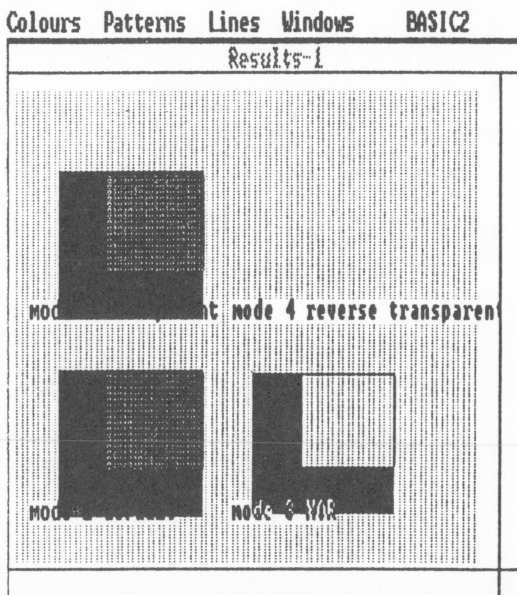 Colours Patterns Lines Windows BASIC2
Results-1
mode 4 reverse transparent
mode 3 XOR